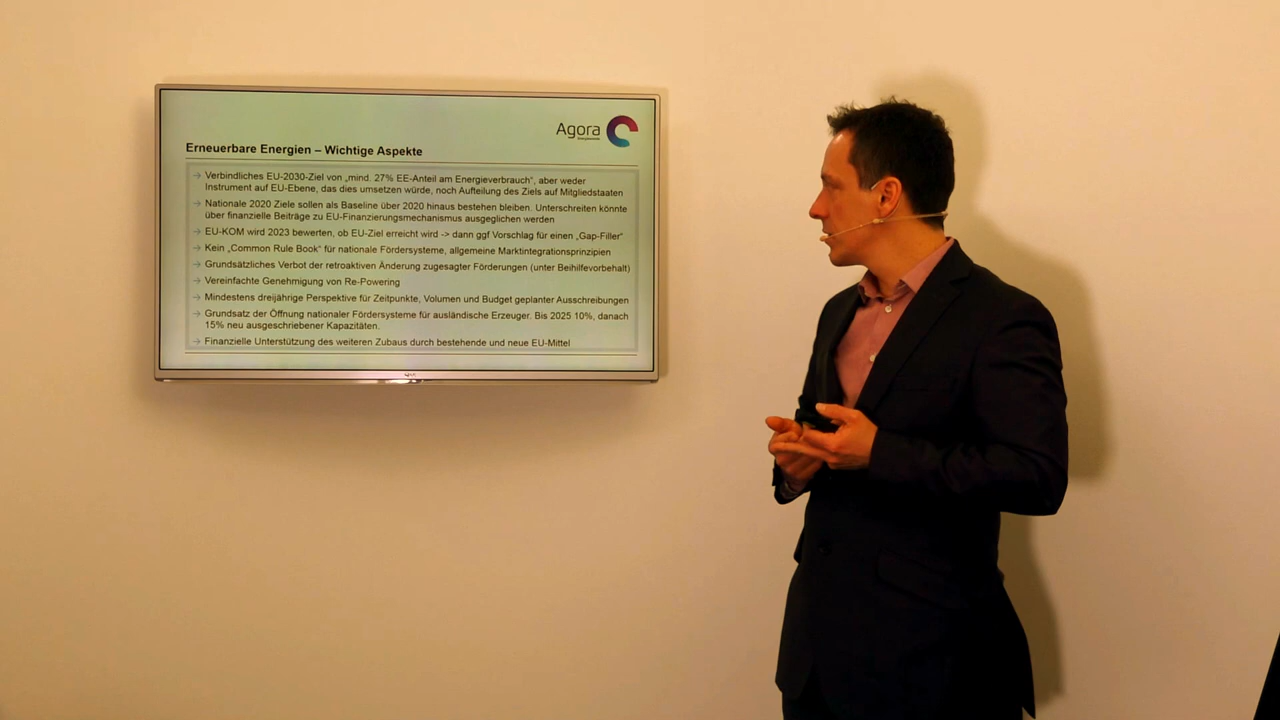 Agora
Energiewende
Erneuerbare Energien – Wichtige Aspekte
→ Verbindliches EU-2030-Ziel von „mind. 27% EE-Anteil am Energieverbrauch“, aber weder
Instrument auf EU-Ebene, das dies umsetzen würde, noch Aufteilung des Ziels auf Mitgliedstaaten
→ Nationale 2020 Ziele sollen als Baseline über 2020 hinaus bestehen bleiben. Unterschreiten könnte
über finanzielle Beiträge zu EU-Finanzierungsmechanismus ausgeglichen werden
→ EU-KOM wird 2023 bewerten, ob EU-Ziel erreicht wird -> dann ggf Vorschlag für einen „Gap-Filler“
→ Kein „Common Rule Book“ für nationale Fördersysteme, allgemeine Marktintegrationsprinzipien
→ Grundsätzliches Verbot der retroaktiven Änderung zugesagter Förderungen (unter Beihilfevorbehalt)
→ Vereinfachte Genehmigung von Re-Powering
→ Mindestens dreijährige Perspektive für Zeitpunkte, Volumen und Budget geplanter Ausschreibungen
→ Grundsatz der Öffnung nationaler Fördersysteme für ausländische Erzeuger. Bis 2025 10%, danach
15% neu ausgeschriebener Kapazitäten.
→ Finanzielle Unterstützung des weiteren Zubaus durch bestehende und neue EU-Mittel